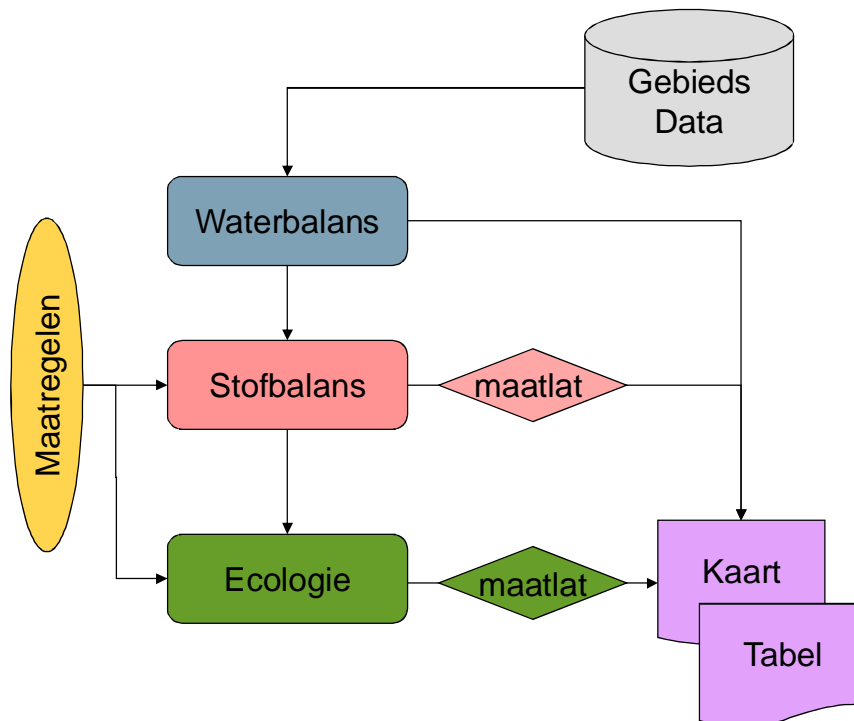 Gebieds
Data
Waterbalans
Maatregelen
Stofbalans
maatlat
Ecologie
maatlat
Kaart
Tabel